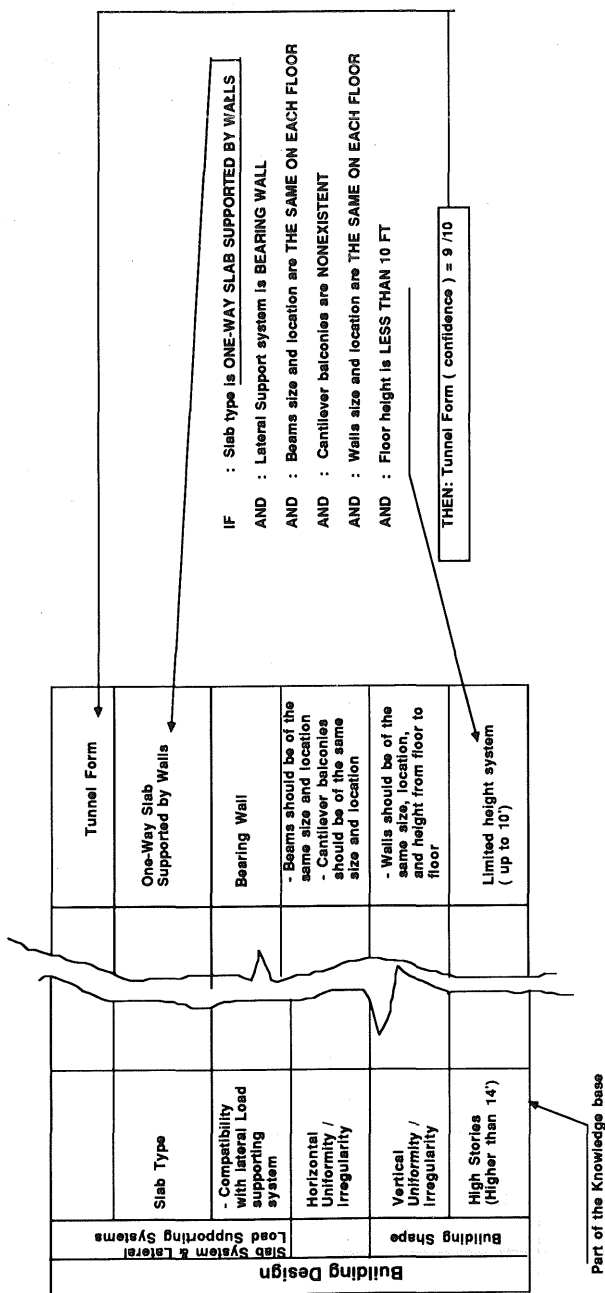 Building Design
Slab System & Lateral
Load Supporting Systems
Building Shape
Tunnel Form
Slab Type
One-Way Slab
Supported by Walls
- Compatibility
with lateral Load
supporting
system
Bearing Wall
Horizontal
Uniformity /
Irregularity
- Beams should be of the
same size and location
- Cantilever balconies
should be of the same
size and location
Vertical
Uniformity /
Irregularity
- Walls should be of the
same size, location,
and height from floor to
floor
High Stories
(Higher than 14')
Limited height system
( up to 10')
Part of the Knowledge base
IF : Slab type is ONE-WAY SLAB SUPPORTED BY WALLS
AND : Lateral Support system is BEARING WALL
AND : Beams size and location are THE SAME ON EACH FLOOR
AND : Cantilever balconies are NONEXISTENT
AND : Walls size and location are THE SAME ON EACH FLOOR
AND : Floor height is LESS THAN 10 FT
THEN: Tunnel Form ( confidence ) = 9 /10